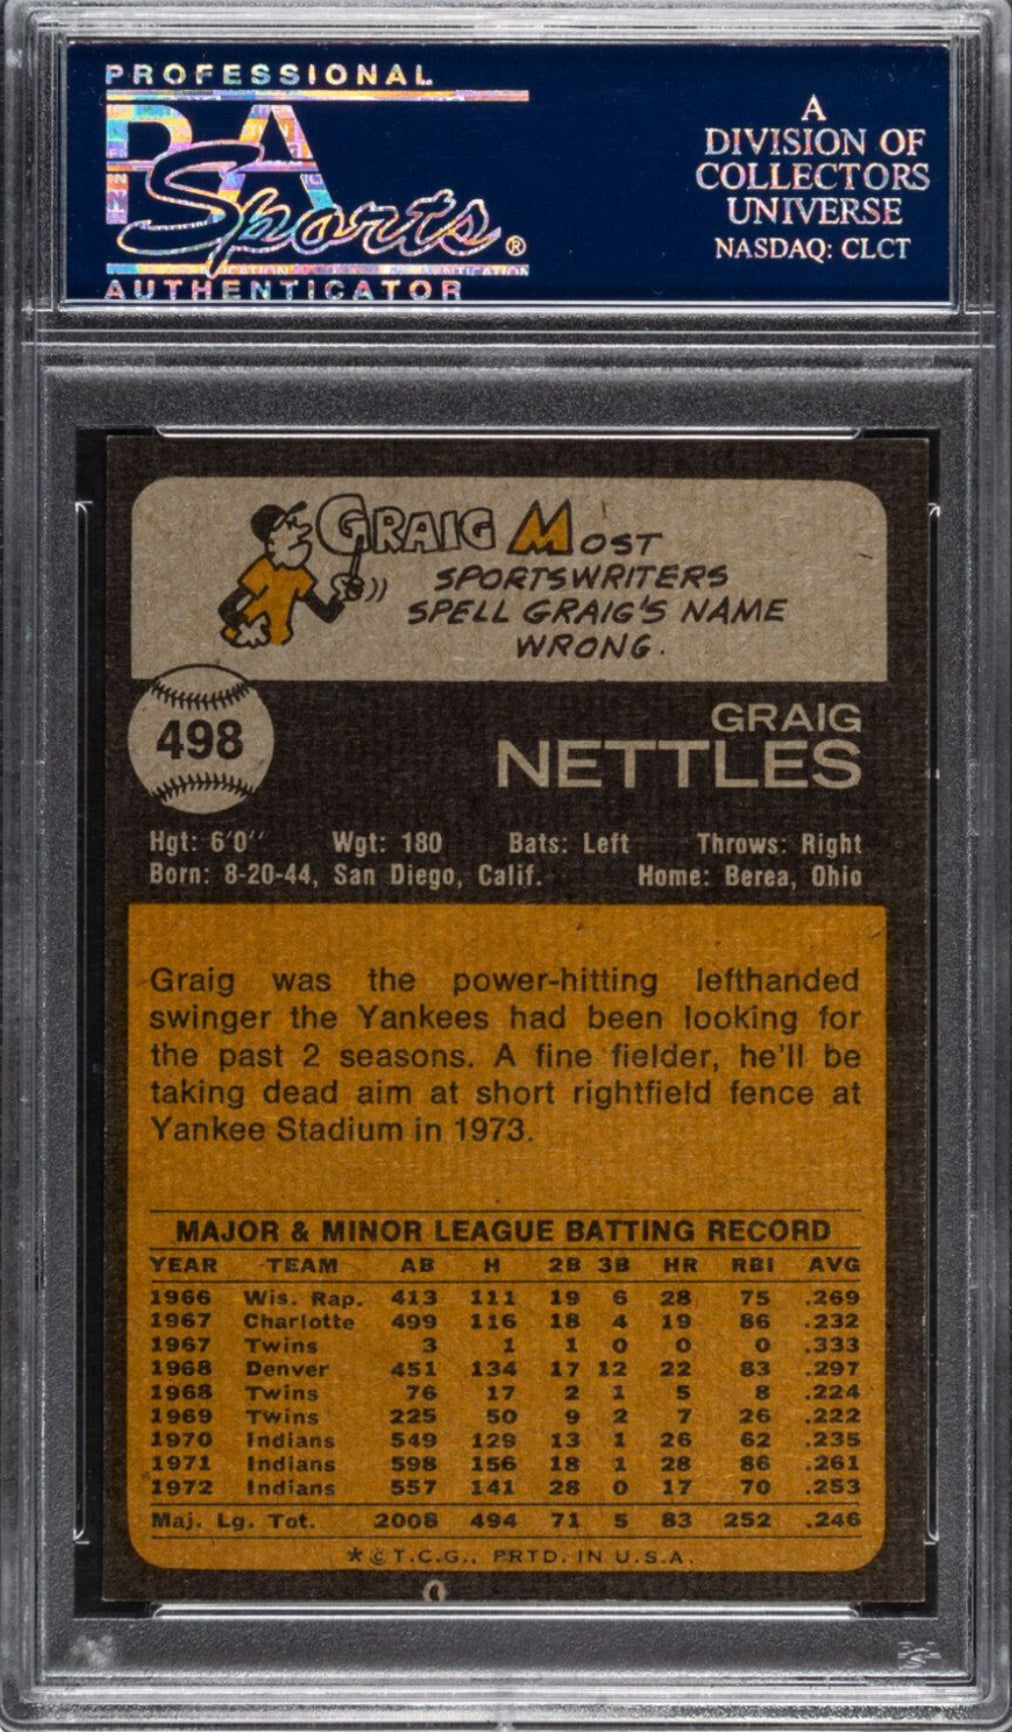 PROFESSIONAL
PSA
Sports®
AUTHENTICATOR
A
DIVISION OF
COLLECTORS
UNIVERSE
NASDAQ: CLCT
GRAIG MOST
SPORTSWRITERS
SPELL GRAIG'S NAME
WRONG.
498
GRAIG
NETTLES
Hgt: 6'0" Wgt: 180 Bats: Left Throws: Right
Born: 8-20-44, San Diego, Calif. Home: Berea, Ohio
Graig was the power-hitting lefthanded
swinger the Yankees had been looking for
the past 2 seasons. A fine fielder, he'll be
taking dead aim at short rightfield fence at
Yankee Stadium in 1973.
MAJOR & MINOR LEAGUE BATTING RECORD
YEAR TEAM AB H 2B 3B HR RBI AVG
1966 Wis. Rap. 413 111 19 6 28 75 .269
1967 Charlotte 499 116 18 4 19 86 .232
1967 Twins 3 1 1 0 0 0 .333
1968 Denver 451 134 17 12 22 83 .297
1968 Twins 76 17 2 1 5 8 .224
1969 Twins 225 50 9 2 7 26 .222
1970 Indians 549 129 13 1 26 62 .235
1971 Indians 598 156 18 1 28 86 .261
1972 Indians 557 141 28 0 17 70 .253
Maj. Lg. Tot. 2008 494 71 5 83 252 .246
*©T.C.G., PRTD. IN U.S.A.